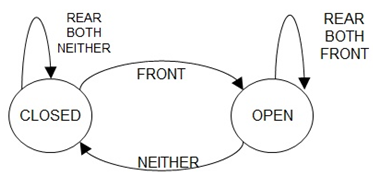 REAR
BOTH
NEITHER
REAR
BOTH
FRONT
FRONT
CLOSED
OPEN
NEITHER